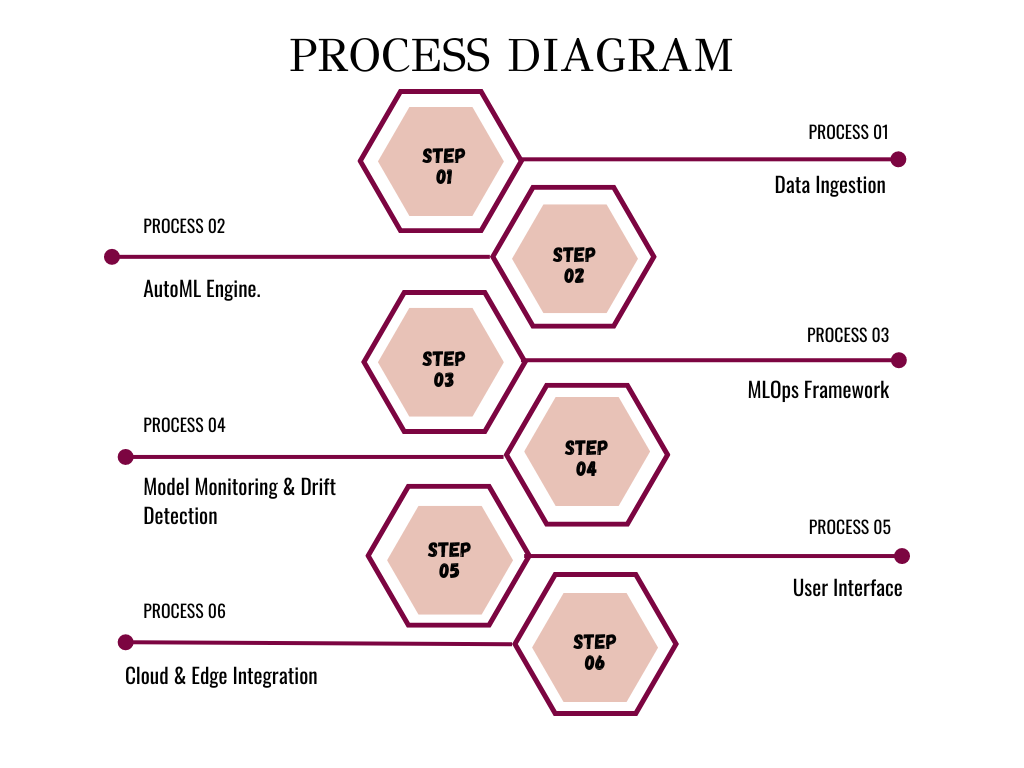 PROCESS DIAGRAM
STEP
01
PROCESS 01
Data Ingestion
PROCESS 02
AutoML Engine.
STEP
02
STEP
03
PROCESS 03
MLOps Framework
PROCESS 04
Model Monitoring & Drift
Detection
STEP
04
STEP
05
PROCESS 05
User Interface
PROCESS 06
Cloud & Edge Integration
STEP
06